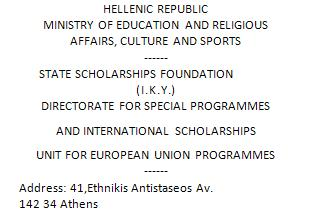 HELLENIC REPUBLIC
MINISTRY OF EDUCATION AND RELIGIOUS
AFFAIRS, CULTURE AND SPORTS
------
STATE SCHOLARSHIPS FOUNDATION
(I.K.Y.)
DIRECTORATE FOR SPECIAL PROGRAMMES
AND INTERNATIONAL SCHOLARSHIPS
UNIT FOR EUROPEAN UNION PROGRAMMES
------
Address: 41,Ethnikis Antistaseos Av.
142 34 Athens